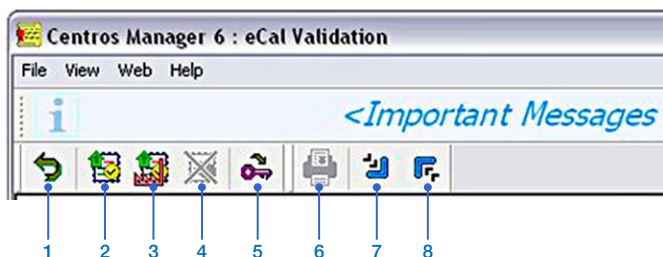 Centros Manager 6 : eCal Validation
File View Web Help
<Important Messages
1 2 3 4 5 6 7 8